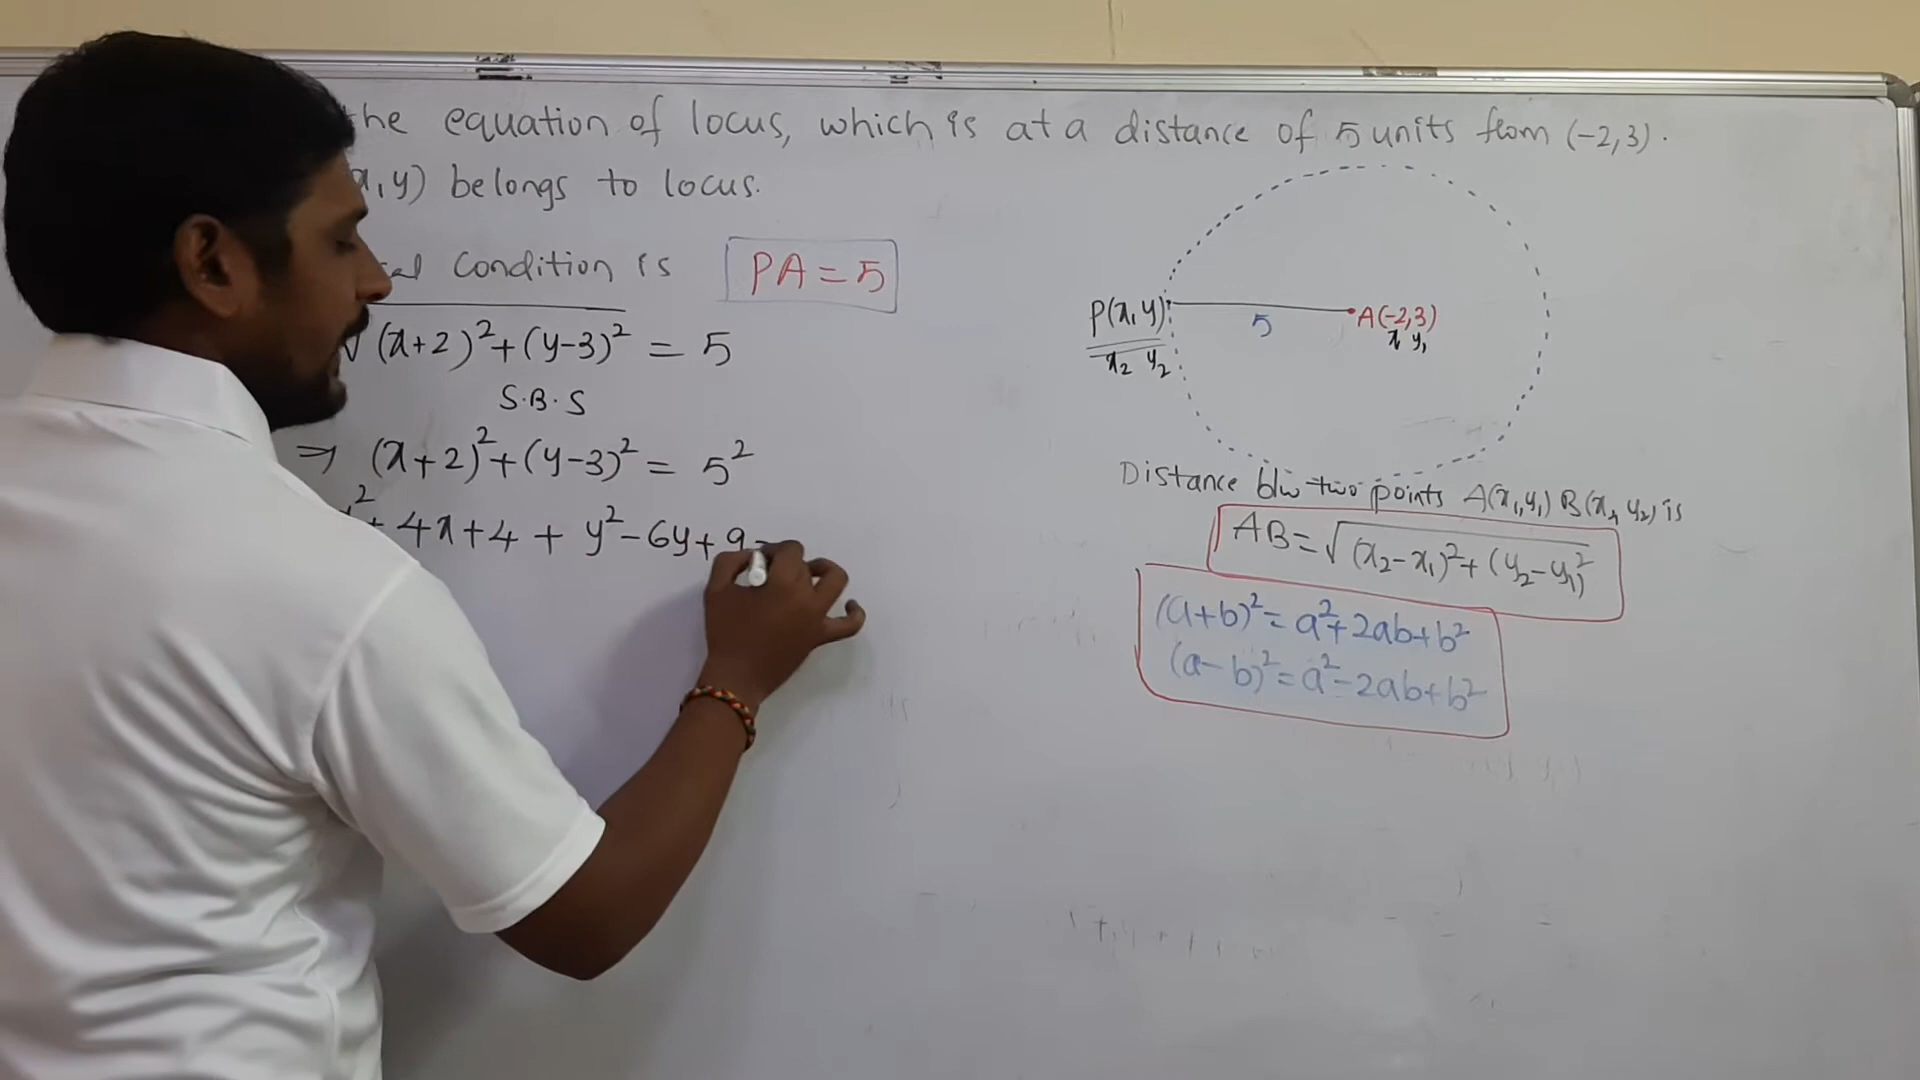 the equation of locus, which is at a distance of 5 units from (-2,3).
x,y) belongs to locus.
cal condition is PA = 5
√(x+2)²+(y-3)² = 5
S.B.S
⇒ (x+2)²+(y-3)² = 5²
² + 4x+4 + y²-6y+9=
P(x,y)
x₂ y₂
5
A(-2,3)
x y₁
Distance b/w two points A(x₁,y₁) B(x₂ y₂) is
AB=√(x₂-x₁)²+(y₂-y₁)²
(a+b)²=a²+2ab+b²
(a-b)²=a²-2ab+b²